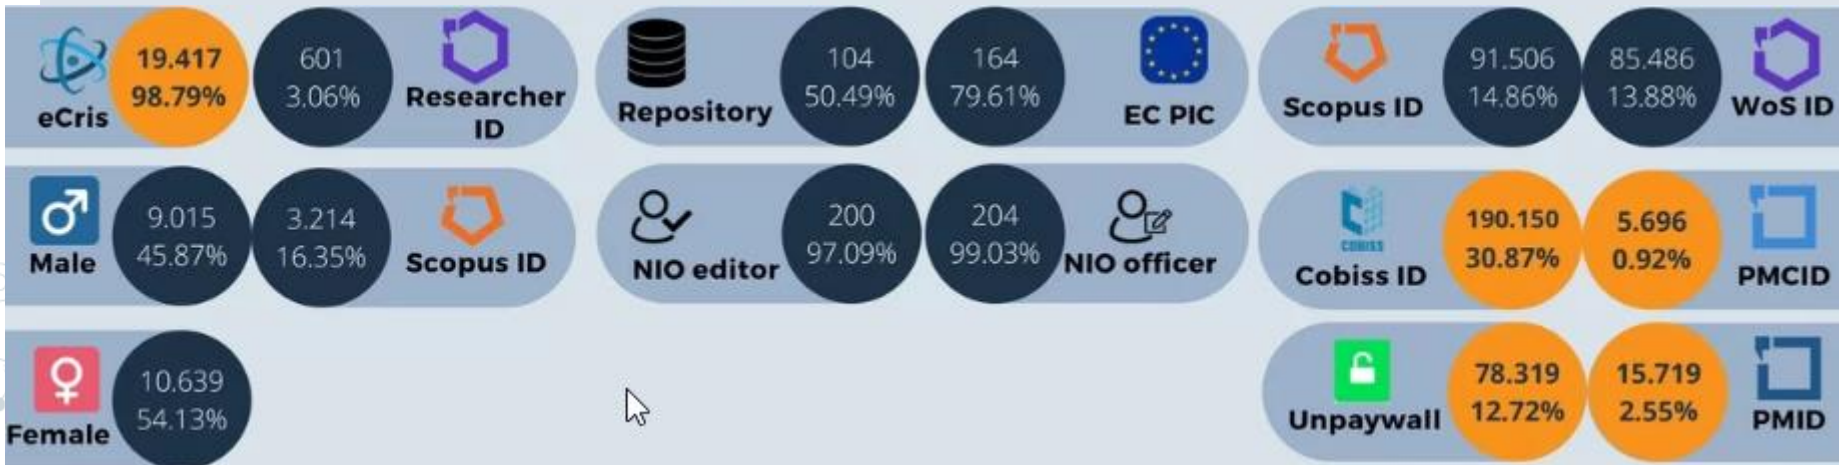 eCris
19.417
98.79%
601
3.06%
Researcher
ID
Repository
104
50.49%
164
79.61%
EC PIC
Scopus ID
91.506
14.86%
85.486
13.88%
WoS ID
Male
9.015
45.87%
3.214
16.35%
Scopus ID
NIO editor
200
97.09%
204
99.03%
NIO officer
COBISS
Cobiss ID
190.150
30.87%
5.696
0.92%
PMCID
Female
10.639
54.13%
Unpaywall
78.319
12.72%
15.719
2.55%
PMID